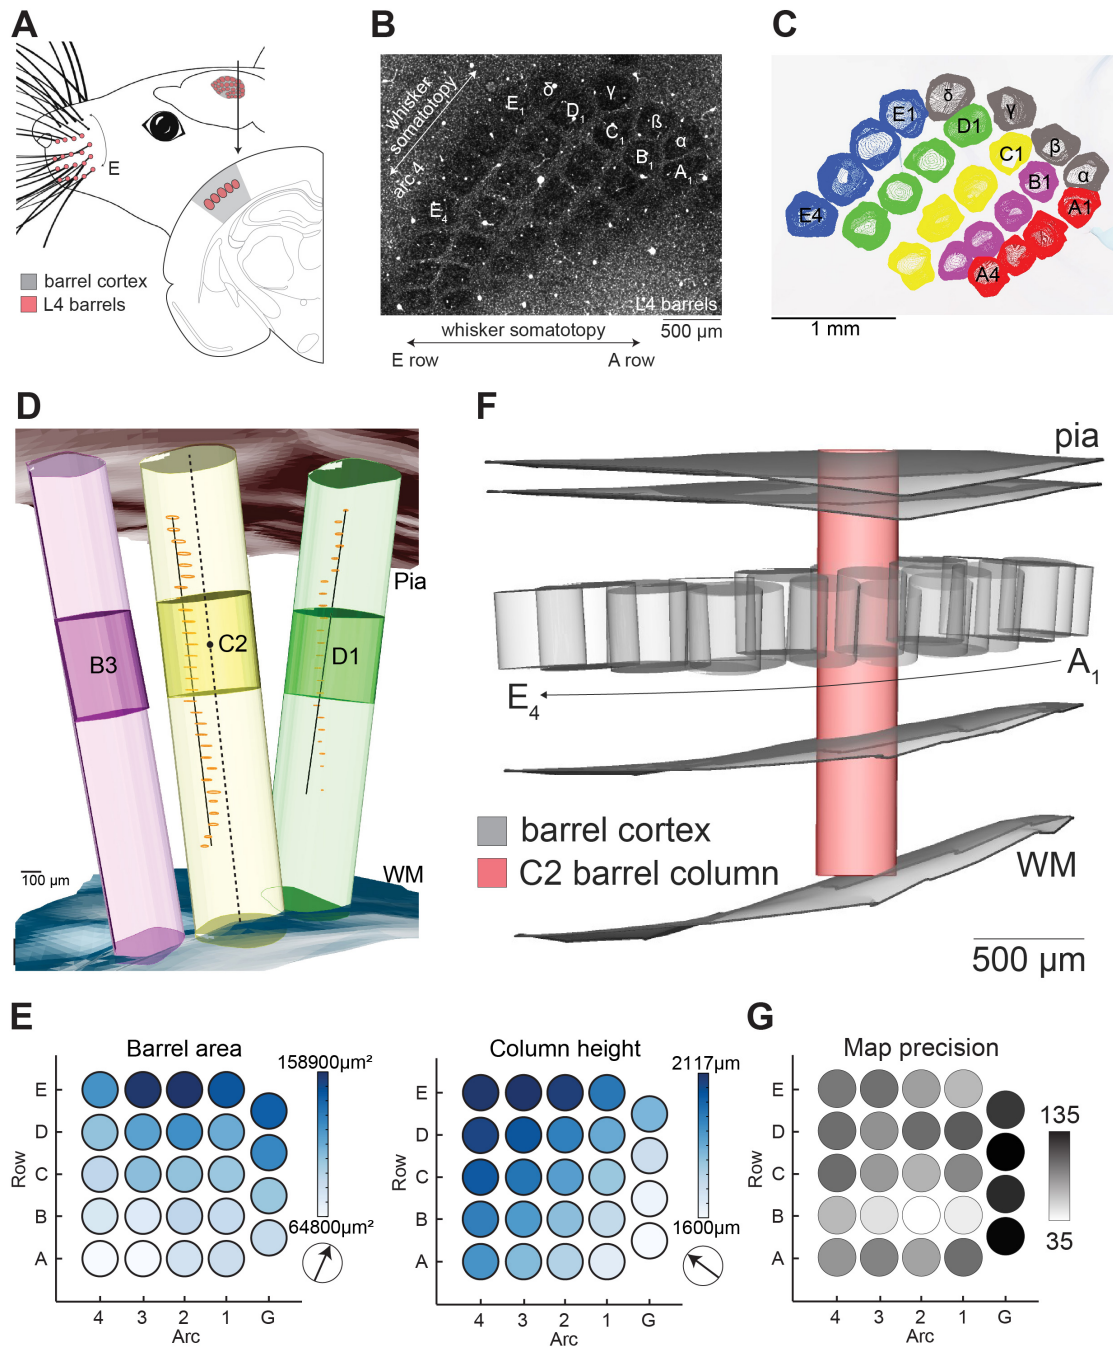 A
E
barrel cortex
L4 barrels
B
whisker
somatotopy
arc 4
E1
δ
D1
γ
C1
ß
B1
α
A1
E4
L4 barrels
whisker somatotopy
500 µm
E row
A row
C
E1
δ
D1
γ
C1
β
B1
α
A1
E4
A4
1 mm
D
B3
C2
D1
Pia
WM
100 µm
F
pia
E4
A1
barrel cortex
C2 barrel column
WM
500 µm
E
Barrel area
158900µm²
64800µm²
Row
E
D
C
B
A
4 3 2 1 G
Arc
Column height
2117µm
1600µm
Row
E
D
C
B
A
4 3 2 1 G
Arc
G
Map precision
135
35
Row
E
D
C
B
A
4 3 2 1 G
Arc